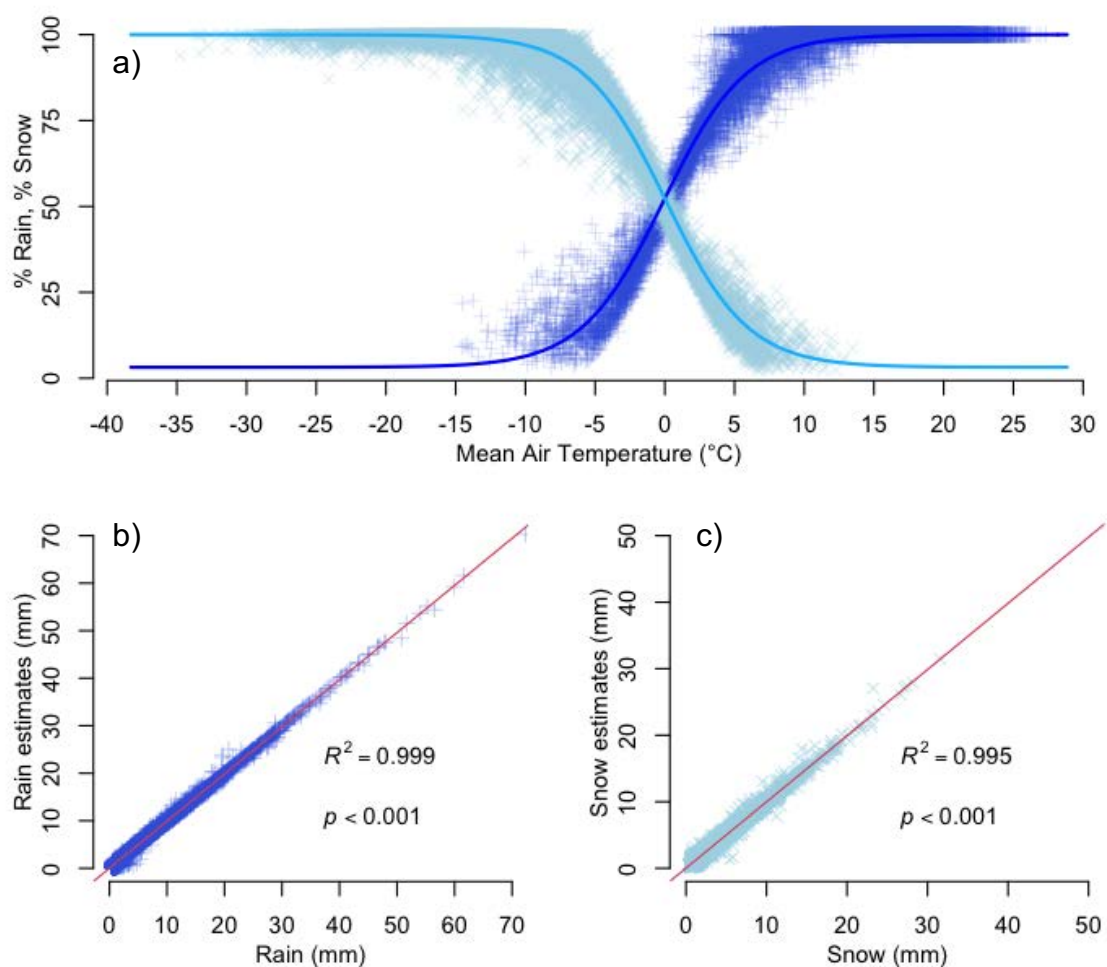 a)
% Rain, % Snow
100
75
50
25
0
-40 -35 -30 -25 -20 -15 -10 -5 0 5 10 15 20 25 30
Mean Air Temperature (°C)
b)
Rain estimates (mm)
70
60
50
40
30
20
10
0
R² = 0.999
p < 0.001
0 10 20 30 40 50 60 70
Rain (mm)
c)
Snow estimates (mm)
50
40
30
20
10
0
R² = 0.995
p < 0.001
0 10 20 30 40 50
Snow (mm)